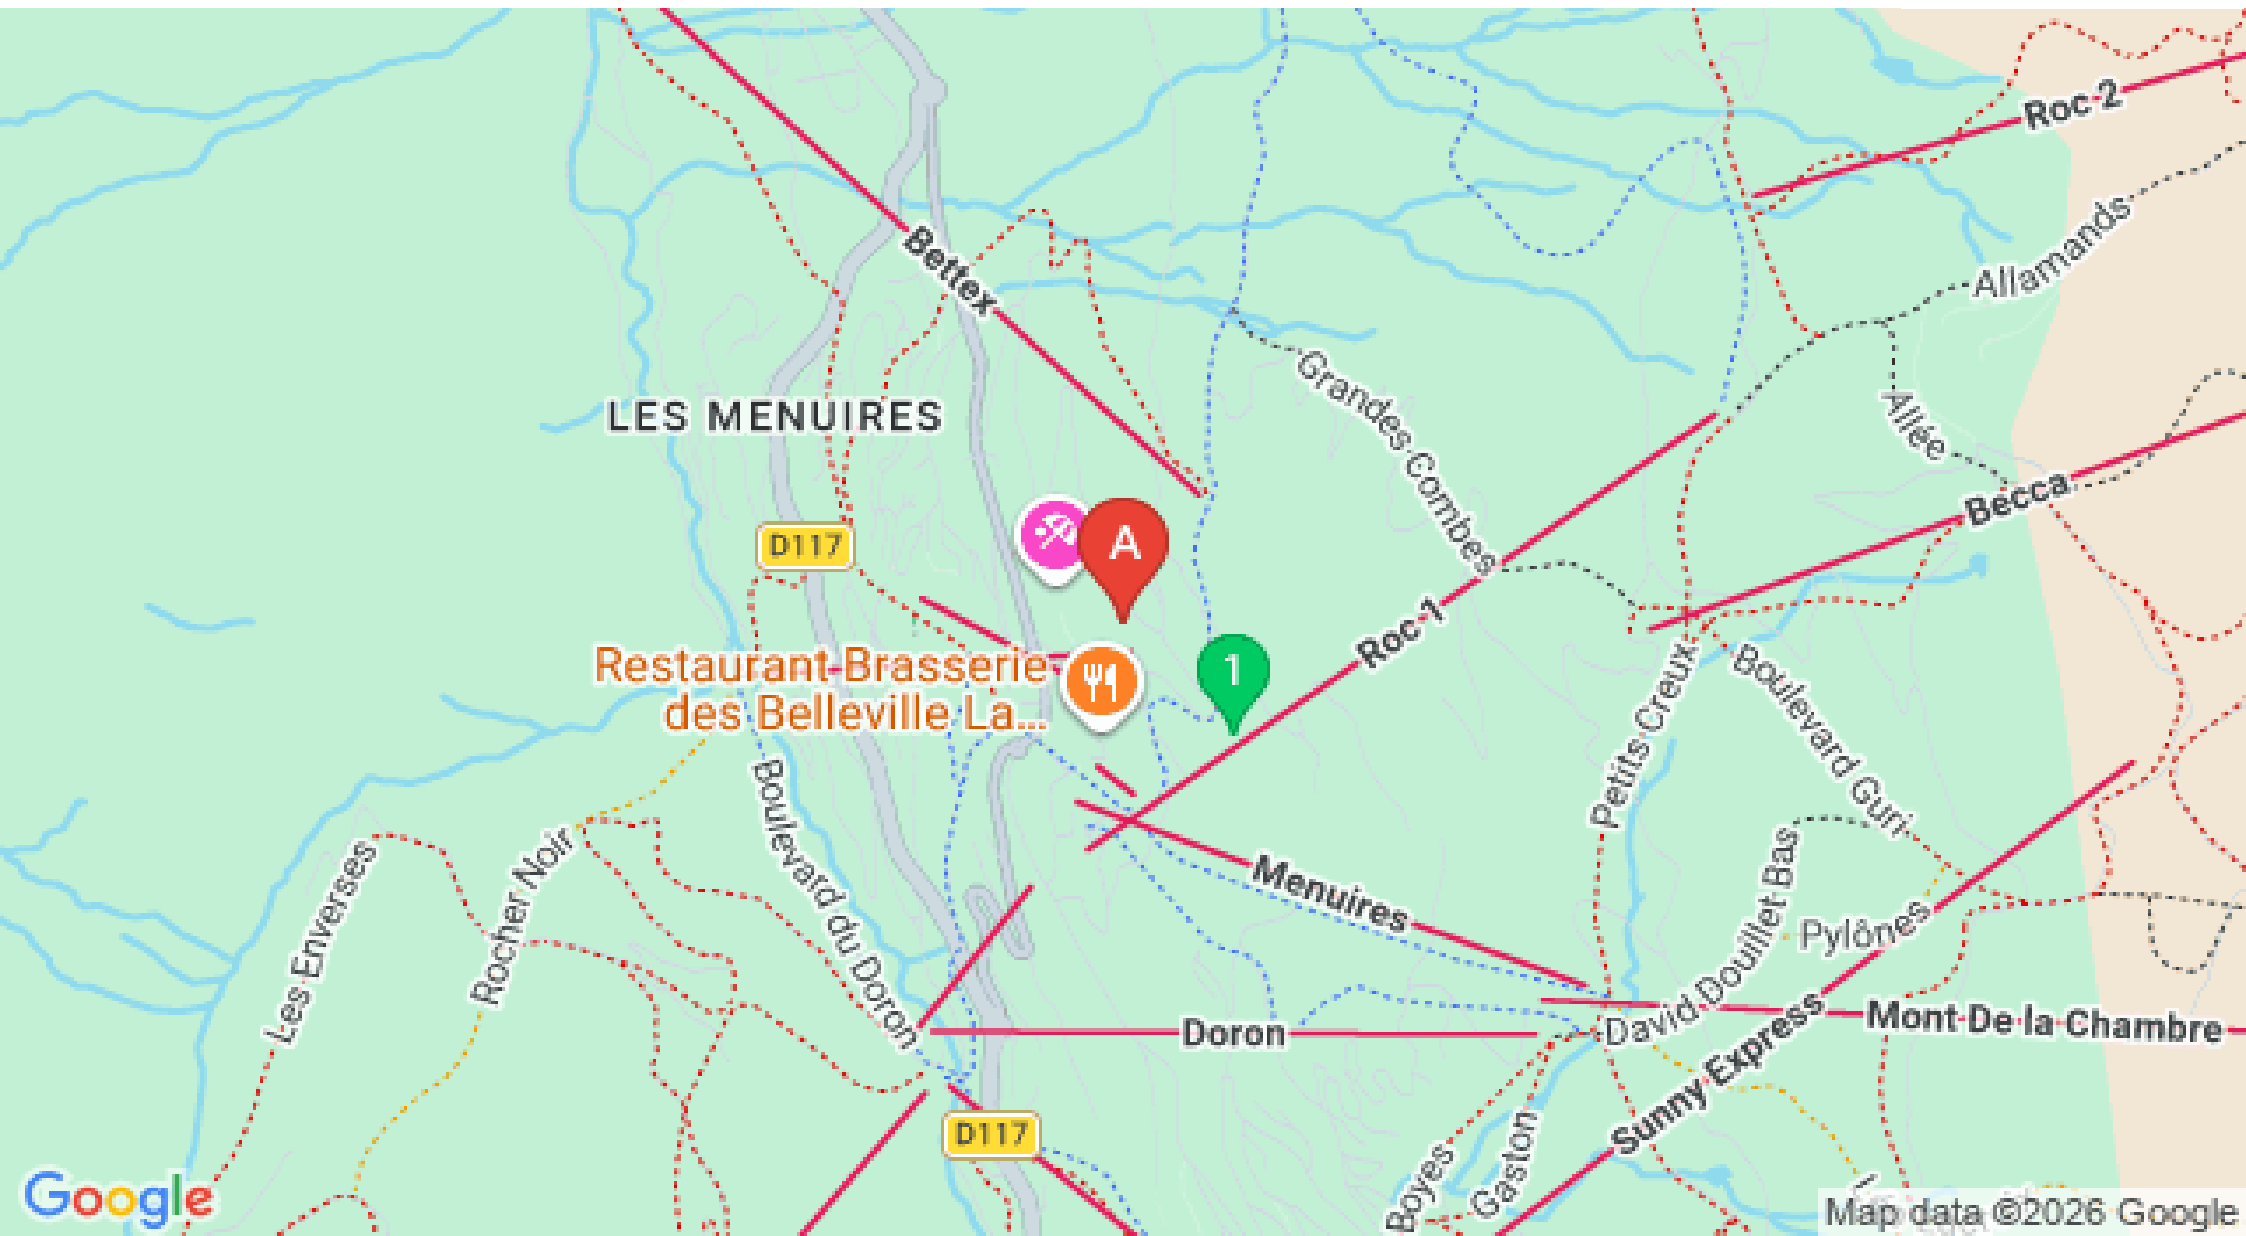 Roc 2
Allamands
Bettex
Grandes Combes
LES MENUIRES
Allée
Becca
A
D117
Roc 1
1
Restaurant Brasserie
des Belleville La...
Petits Creux
Boulevard Guri
Boulevard du Doron
Les Enverses
Rocher Noir
Menuires
David Douillet Bas
Pylônes
Doron
Mont De la Chambre
Sunny Express
D117
Boyes
Gaston
Google
Map data ©2026 Google